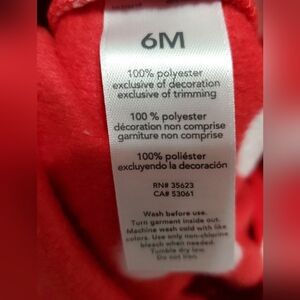 6M
100% polyester
exclusive of decoration
exclusive of trimming
100 % polyester
décoration non comprise
garniture non comprise
100% poliéster
excluyendo la decoración
RN# 35623
CA# 53061
Wash before use.
Turn garment inside out.
Machine wash cold with like
colors. Use only non-chlorine
bleach when needed.
Tumble dry low.
Do not iron.